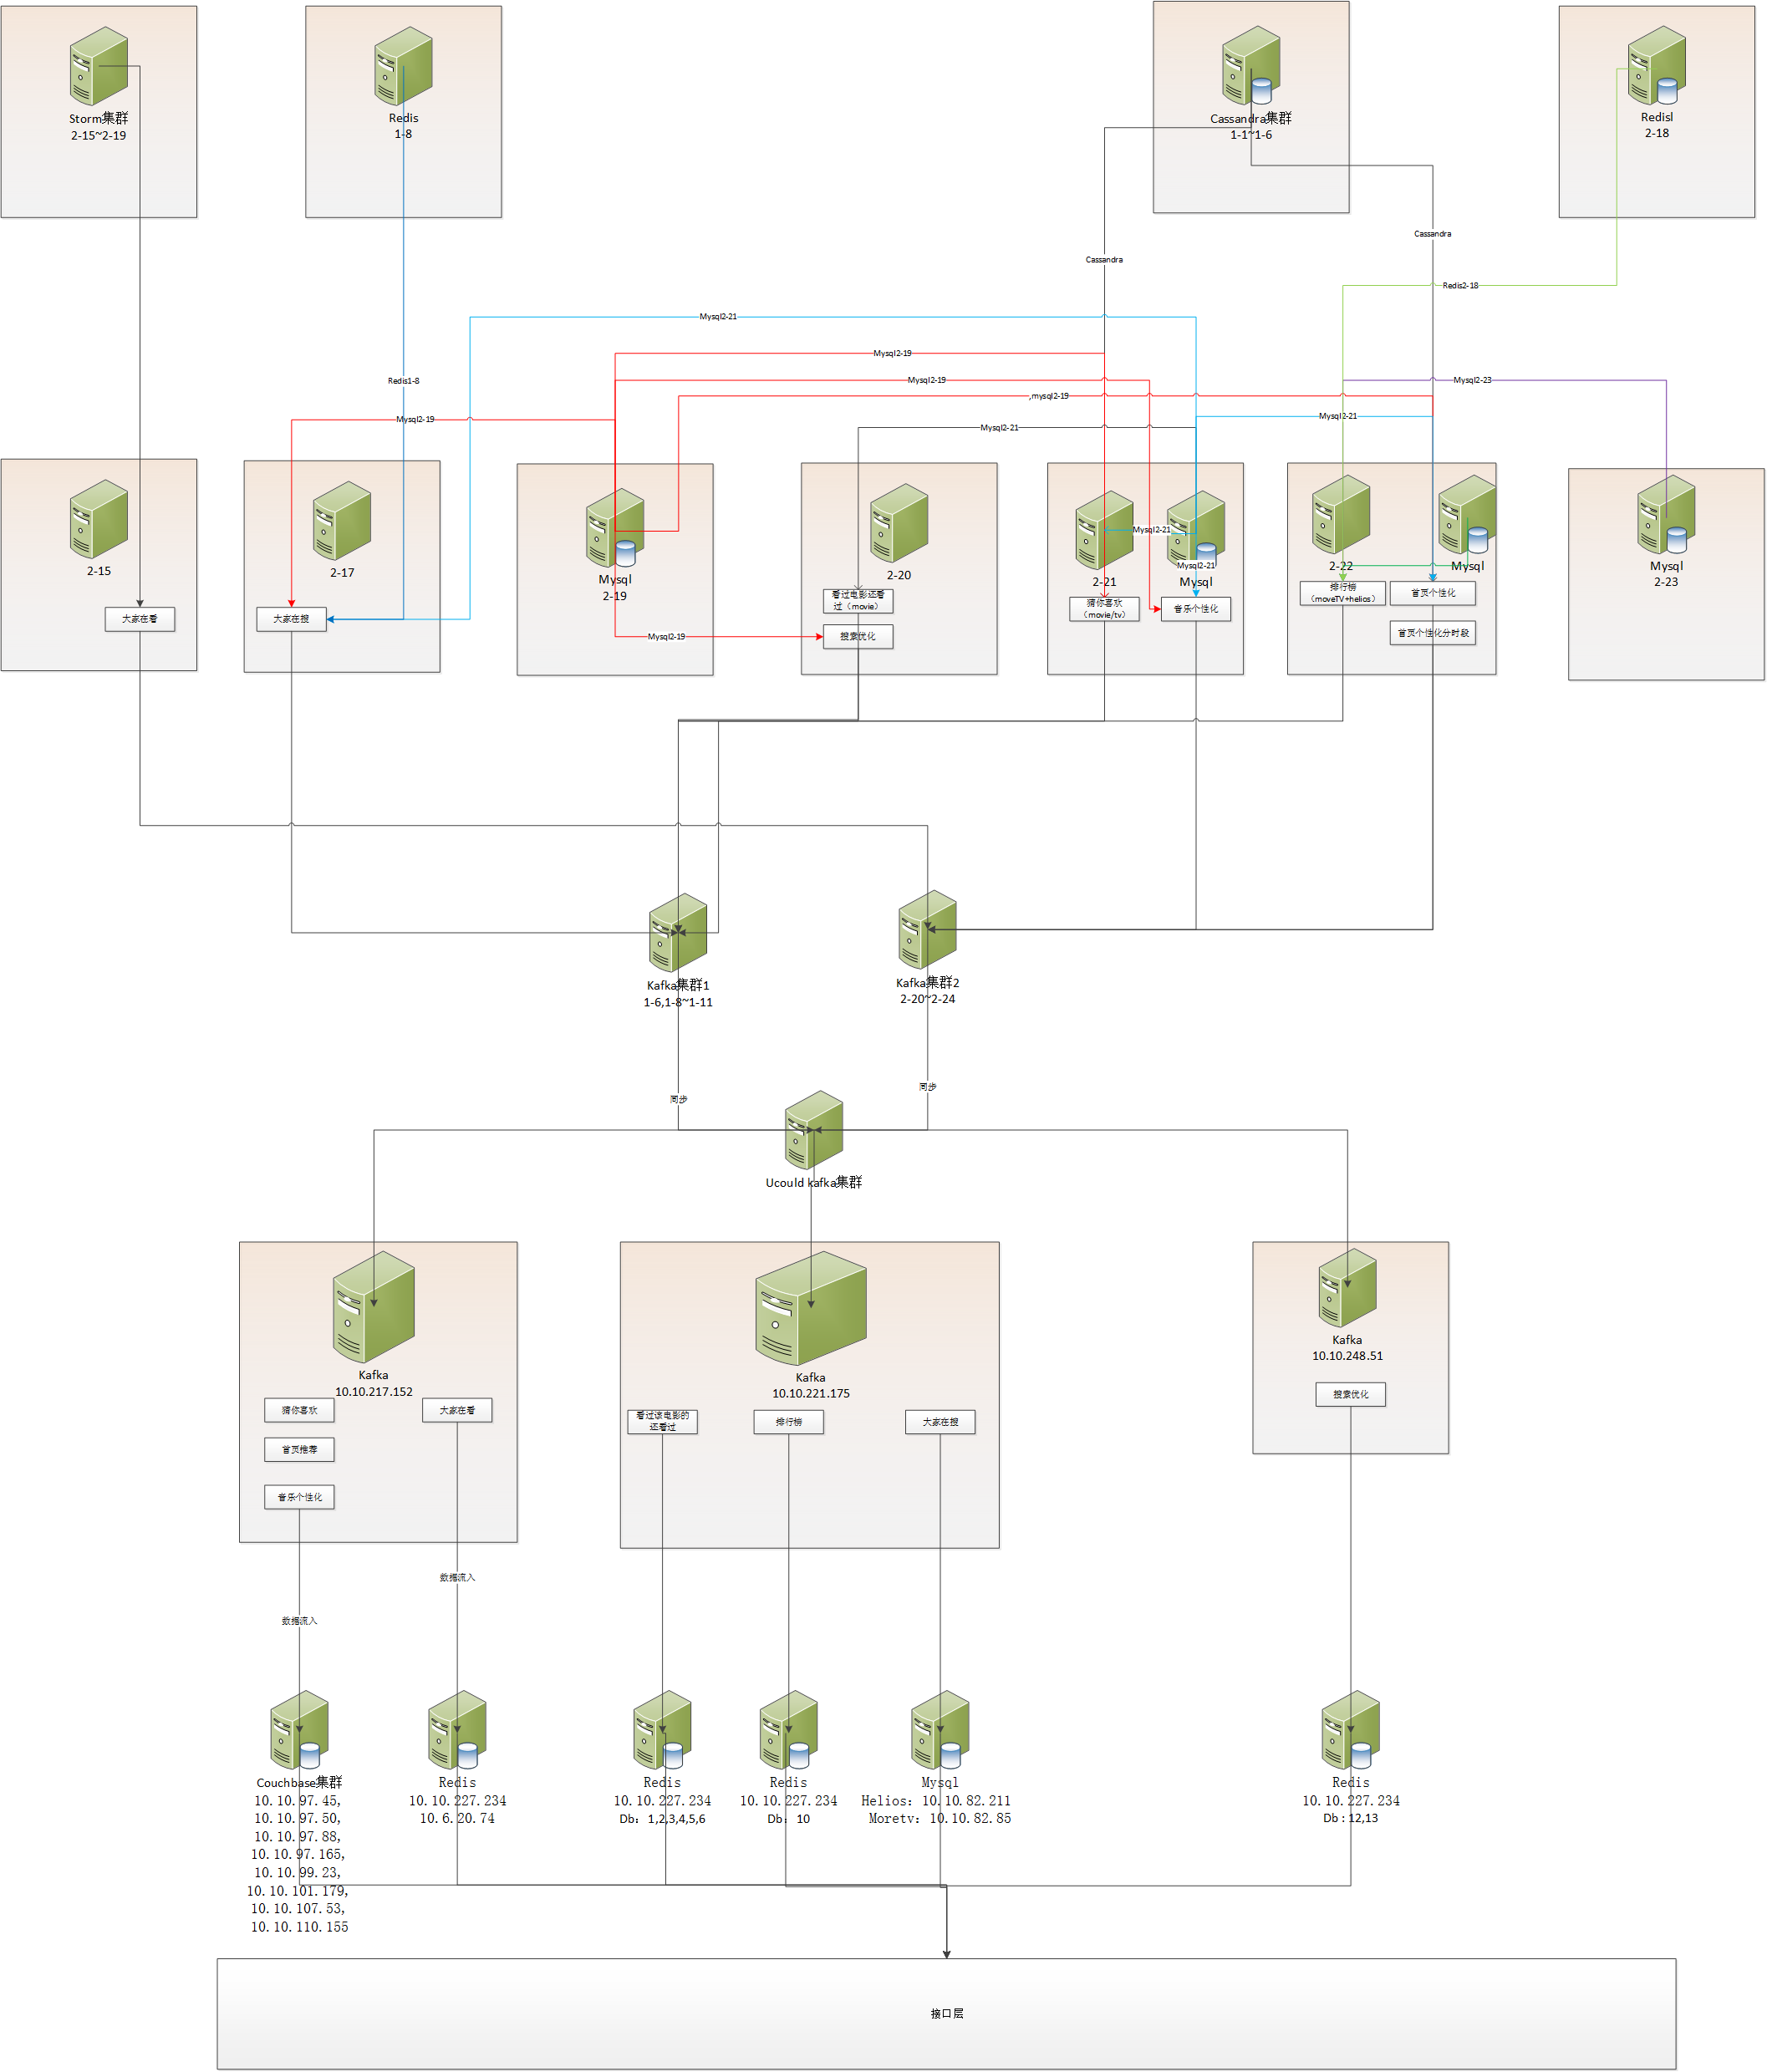 Storm集群
2-15~2-19
Redis
1-8
Cassandra集群
1-1~1-6
Redisl
2-18
Cassandra
Cassandra
Redis2-18
Mysql2-21
Mysql2-19
Redis1-8
Mysql2-19
Mysql2-23
,mysql2-19
Mysql2-19
Mysql2-21
Mysql2-21
2-15
大家在看
2-17
大家在搜
Mysql
2-19
Mysql2-19
2-20
看过电影还看
过（movie）
搜索优化
Mysql2-21
Mysql2-21
2-21
Mysql
猜你喜欢
（movie/tv）
音乐个性化
2-22
Mysql
排行榜
（moveTV+helios）
首页个性化
首页个性化分时段
Mysql
2-23
Kafka集群1
1-6,1-8~1-11
Kafka集群2
2-20~2-24
同步
同步
Ucould kafka集群
Kafka
10.10.217.152
猜你喜欢
大家在看
首页推荐
音乐个性化
Kafka
10.10.221.175
看过该电影的
还看过
排行榜
大家在搜
Kafka
10.10.248.51
搜索优化
数据流入
数据流入
Couchbase集群
10.10.97.45,
10.10.97.50,
10.10.97.88,
10.10.97.165,
10.10.99.23,
10.10.101.179,
10.10.107.53,
10.10.110.155
Redis
10.10.227.234
10.6.20.74
Redis
10.10.227.234
Db：1,2,3,4,5,6
Redis
10.10.227.234
Db：10
Mysql
Helios：10.10.82.211
Moretv：10.10.82.85
Redis
10.10.227.234
Db：12,13
接口层